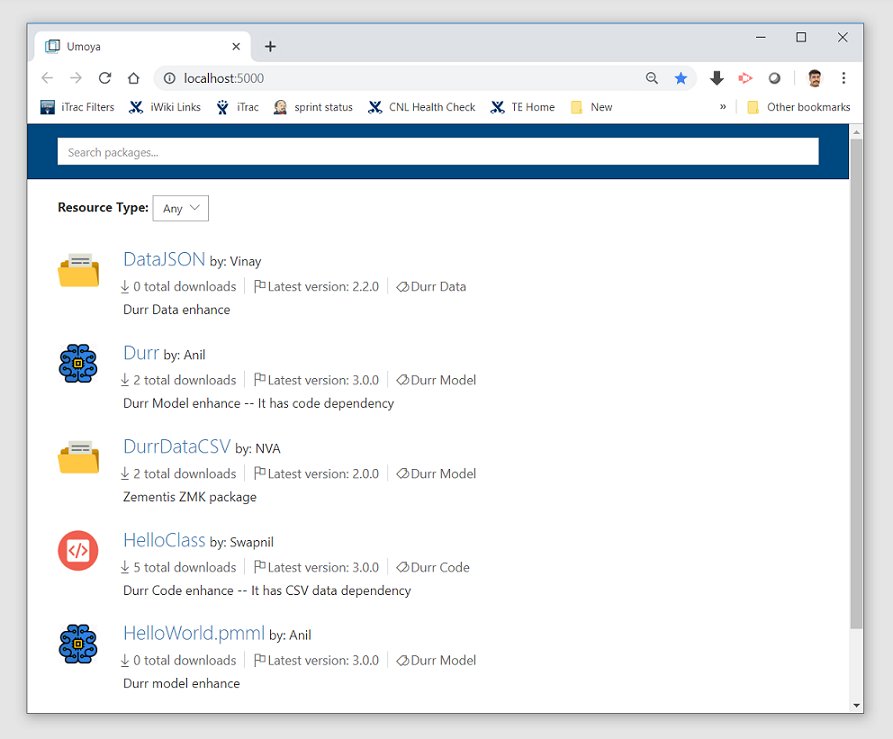 Umoya
localhost:5000
iTrac Filters iWiki Links iTrac sprint status CNL Health Check TE Home New » Other bookmarks
Search packages...
Resource Type: Any
DataJSON by: Vinay
0 total downloads Latest version: 2.2.0 Durr Data
Durr Data enhance
Durr by: Anil
2 total downloads Latest version: 3.0.0 Durr Model
Durr Model enhance -- It has code dependency
DurrDataCSV by: NVA
2 total downloads Latest version: 2.0.0 Durr Model
Zementis ZMK package
HelloClass by: Swapnil
5 total downloads Latest version: 3.0.0 Durr Code
Durr Code enhance -- It has CSV data dependency
HelloWorld.pmml by: Anil
0 total downloads Latest version: 3.0.0 Durr Model
Durr model enhance